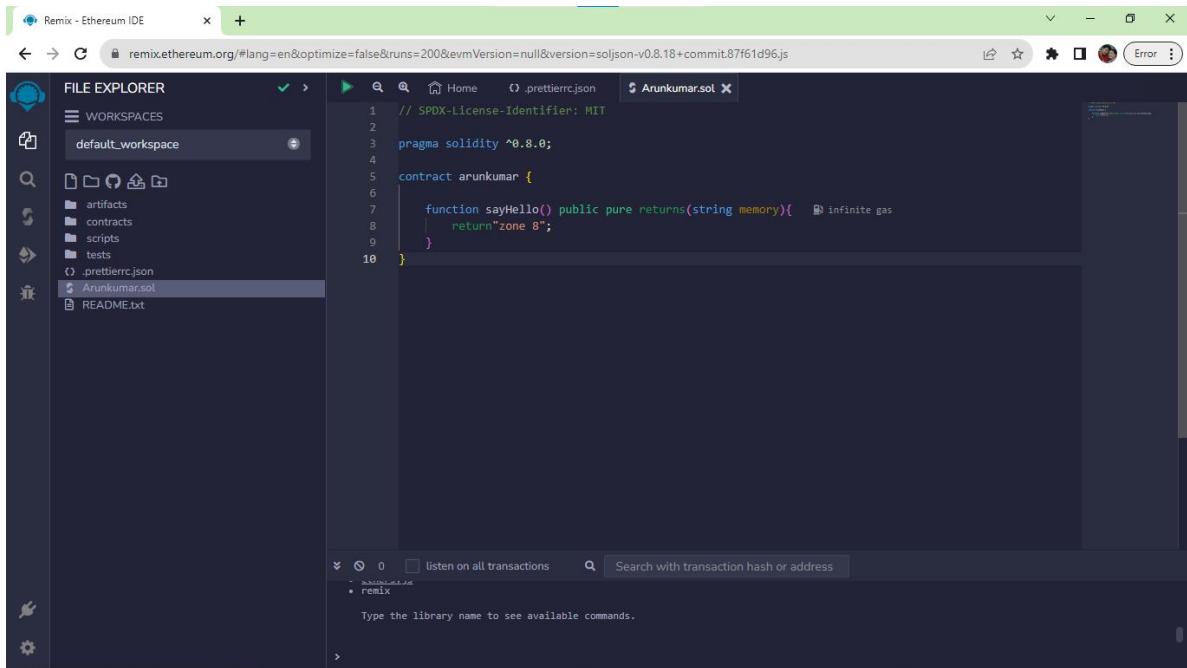 Remix - Ethereum IDE
remix.ethereum.org/#lang=en&optimize=false&runs=200&evmVersion=null&version=soljson-v0.8.18+commit.87f61d96.js
Error
FILE EXPLORER
WORKSPACES
default_workspace
artifacts
contracts
scripts
tests
.prettierrc.json
Arunkumar.sol
README.txt
Home
.prettierrc.json
Arunkumar.sol
1 // SPDX-License-Identifier: MIT
2
3 pragma solidity ^0.8.0;
4
5 contract arunkumar {
6
7 function sayHello() public pure returns(string memory){ infinite gas
8 return"zone 8";
9 }
10 }
0 listen on all transactions Search with transaction hash or address
remix
Type the library name to see available commands.
>